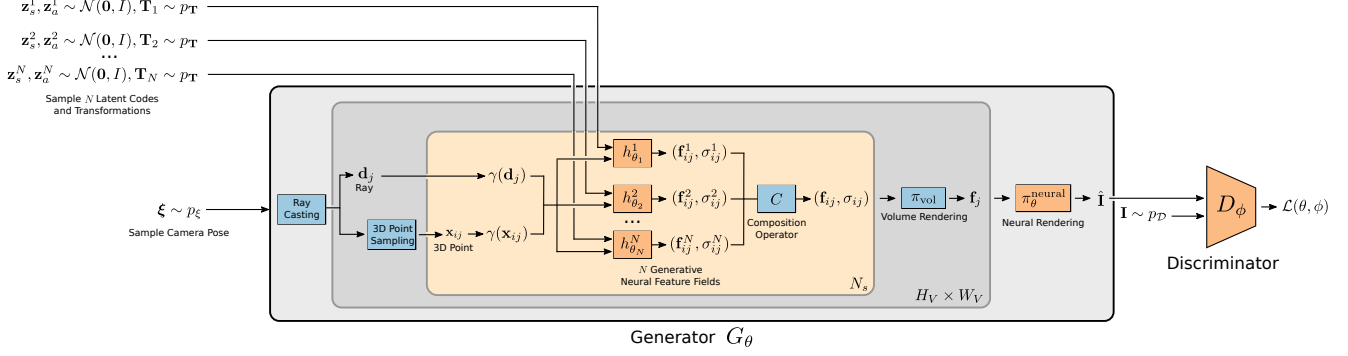 z_s^1, z_a^1 ∼ N(0, I), T_1 ∼ p_T
z_s^2, z_a^2 ∼ N(0, I), T_2 ∼ p_T
...
z_s^N, z_a^N ∼ N(0, I), T_N ∼ p_T
Sample N Latent Codes
and Transformations
ξ ∼ p_ξ
Sample Camera Pose
Ray
Casting
d_j
Ray
3D Point
Sampling
x_ij
3D Point
γ(d_j)
γ(x_ij)
h_θ1^1
(f_ij^1, σ_ij^1)
h_θ2^2
(f_ij^2, σ_ij^2)
...
h_θN^N
(f_ij^N, σ_ij^N)
N Generative
Neural Feature Fields
C
Composition
Operator
(f_ij, σ_ij)
N_s
π_vol
Volume Rendering
f_j
H_V × W_V
π_θ^neural
Neural Rendering
Î
I ∼ p_D
D_ϕ
Discriminator
L(θ, ϕ)
Generator G_θ